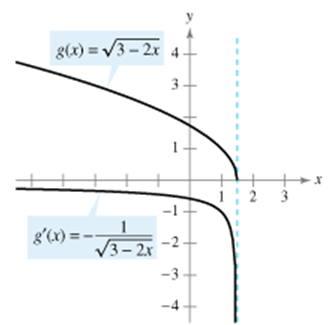 y
g(x) = √3 – 2x
4
3
1
x
1 2 3
–1
g′(x) = – 1/√3 – 2x
–2
–3
–4